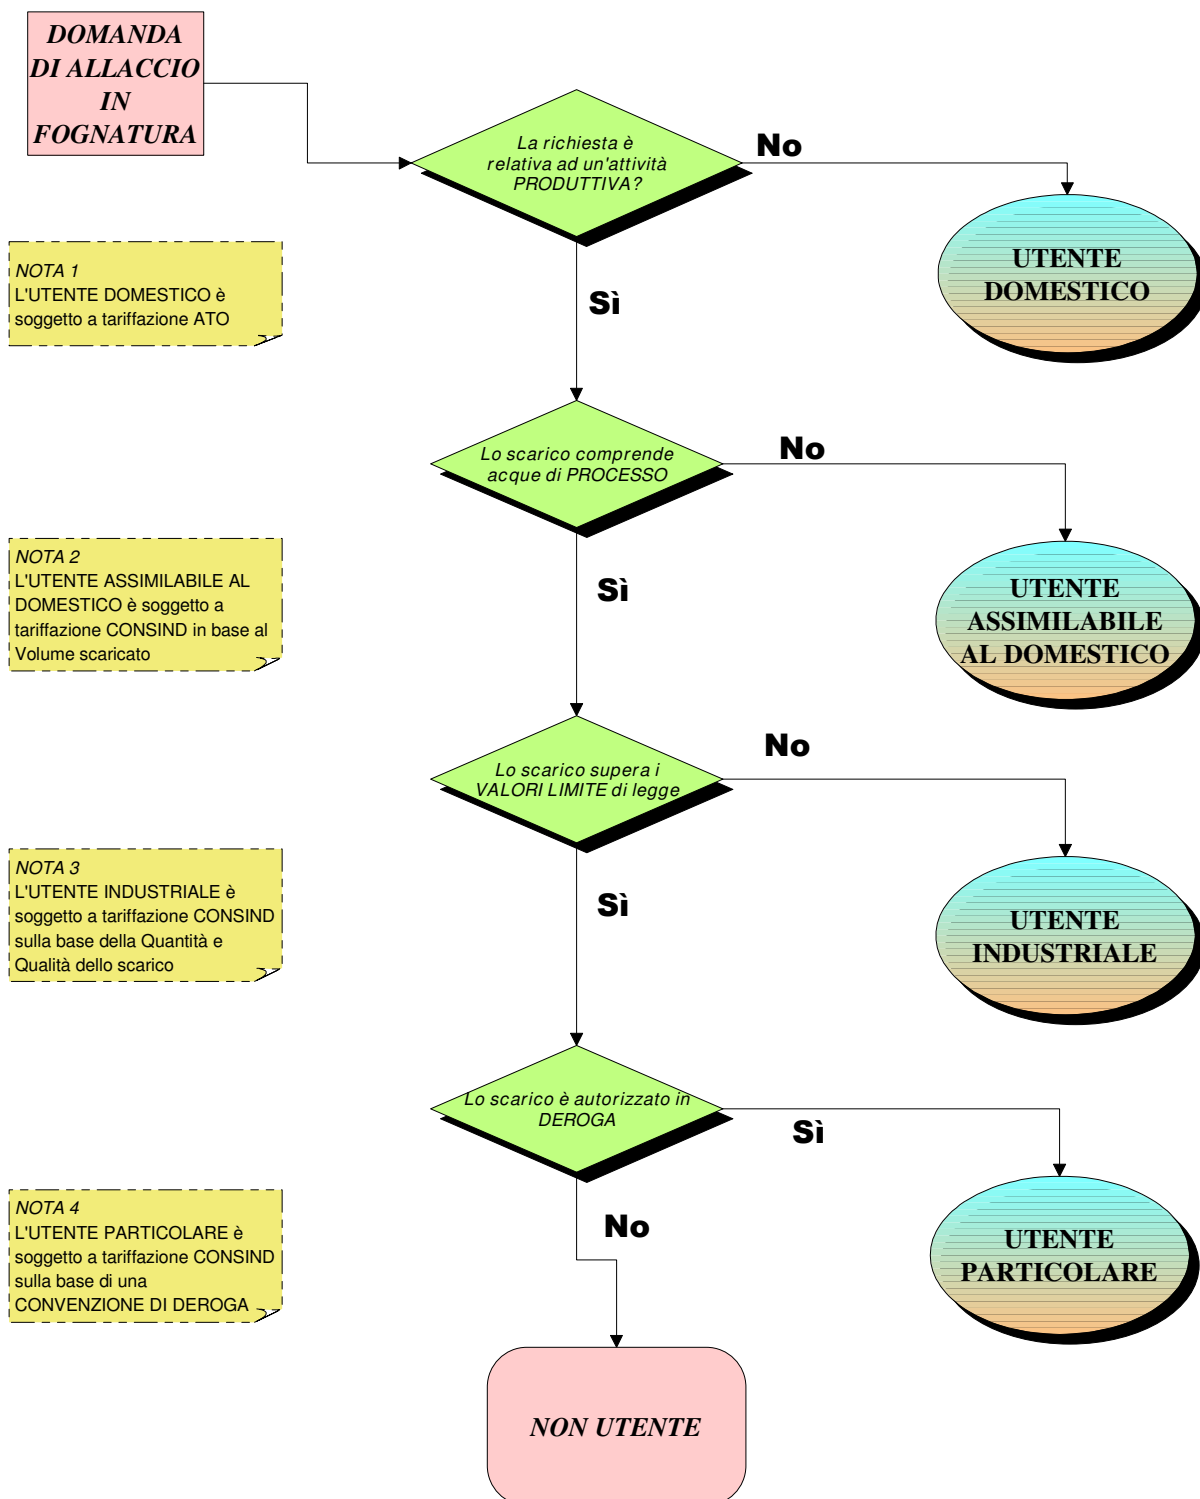 DOMANDA
DI ALLACCIO
IN
FOGNATURA
La richiesta è
relativa ad un'attività
PRODUTTIVA?
No
UTENTE
DOMESTICO
NOTA 1
L'UTENTE DOMESTICO è
soggetto a tariffazione ATO
Sì
Lo scarico comprende
acque di PROCESSO
No
UTENTE
ASSIMILABILE
AL DOMESTICO
NOTA 2
L'UTENTE ASSIMILABILE AL
DOMESTICO è soggetto a
tariffazione CONSIND in base al
Volume scaricato
Sì
Lo scarico supera i
VALORI LIMITE di legge
No
UTENTE
INDUSTRIALE
NOTA 3
L'UTENTE INDUSTRIALE è
soggetto a tariffazione CONSIND
sulla base della Quantità e
Qualità dello scarico
Sì
Lo scarico è autorizzato in
DEROGA
Sì
UTENTE
PARTICOLARE
NOTA 4
L'UTENTE PARTICOLARE è
soggetto a tariffazione CONSIND
sulla base di una
CONVENZIONE DI DEROGA
No
NON UTENTE